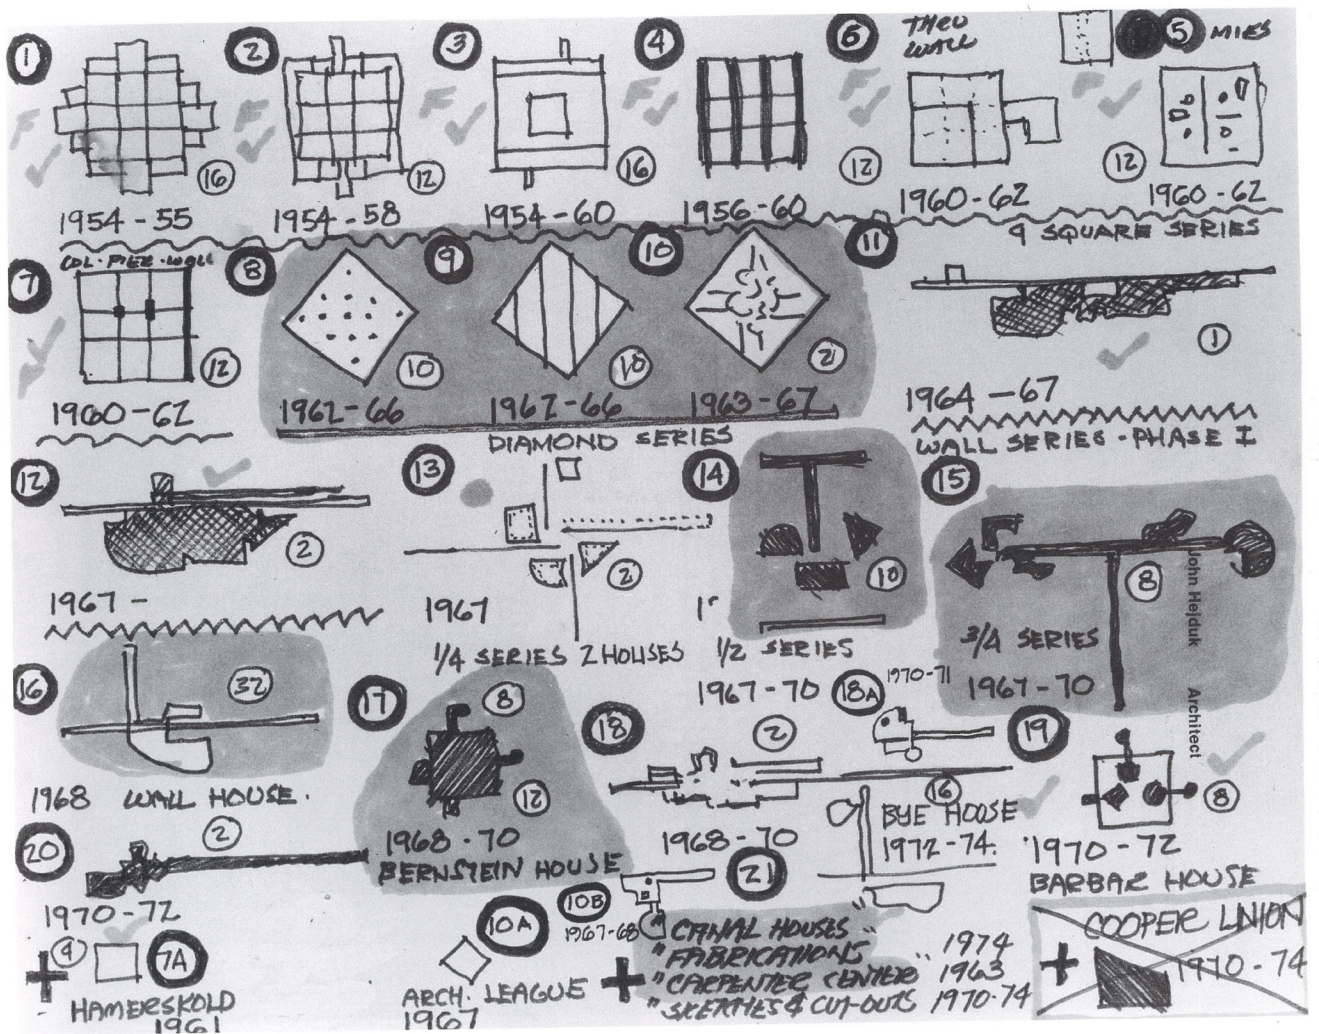 1
2
3
4
6
THRU
WALL
5 MIES
F
F
F
F
16
12
16
12
12
1954-55
1954-58
1954-60
1956-60
1960-62
1960-62
9 SQUARE SERIES
7
COL·PIER·WALL
8
9
10
11
12
10
10
2
1
1960-62
1962-66
1962-66
1963-67
1964-67
DIAMOND SERIES
WALL SERIES-PHASE I
12
13
14
15
2
2
10
8
1967-
1967
1/4 SERIES 2 HOUSES
1/2 SERIES
1967-70
3/4 SERIES
1967-70
John Hejduk Architect
16
32
17
8
12
18
2
18A
1970-71
19
8
1968 WALL HOUSE.
1968-70
BERNSTEIN HOUSE
1968-70
16
BYE HOUSE
1972-74.
1970-72
BARBAR HOUSE
20
2
1970-72
21
+ 9 7A
HAMERSKOLD
1961
10A
ARCH. LEAGUE
1967
10B
1967-68
+
"CANAL HOUSES" 1974
"FABRICATIONS
"CARPENTER CENTER 1963
"SKETCHES & CUT-OUTS 1970-74
COOPER UNION
+ 1970-74